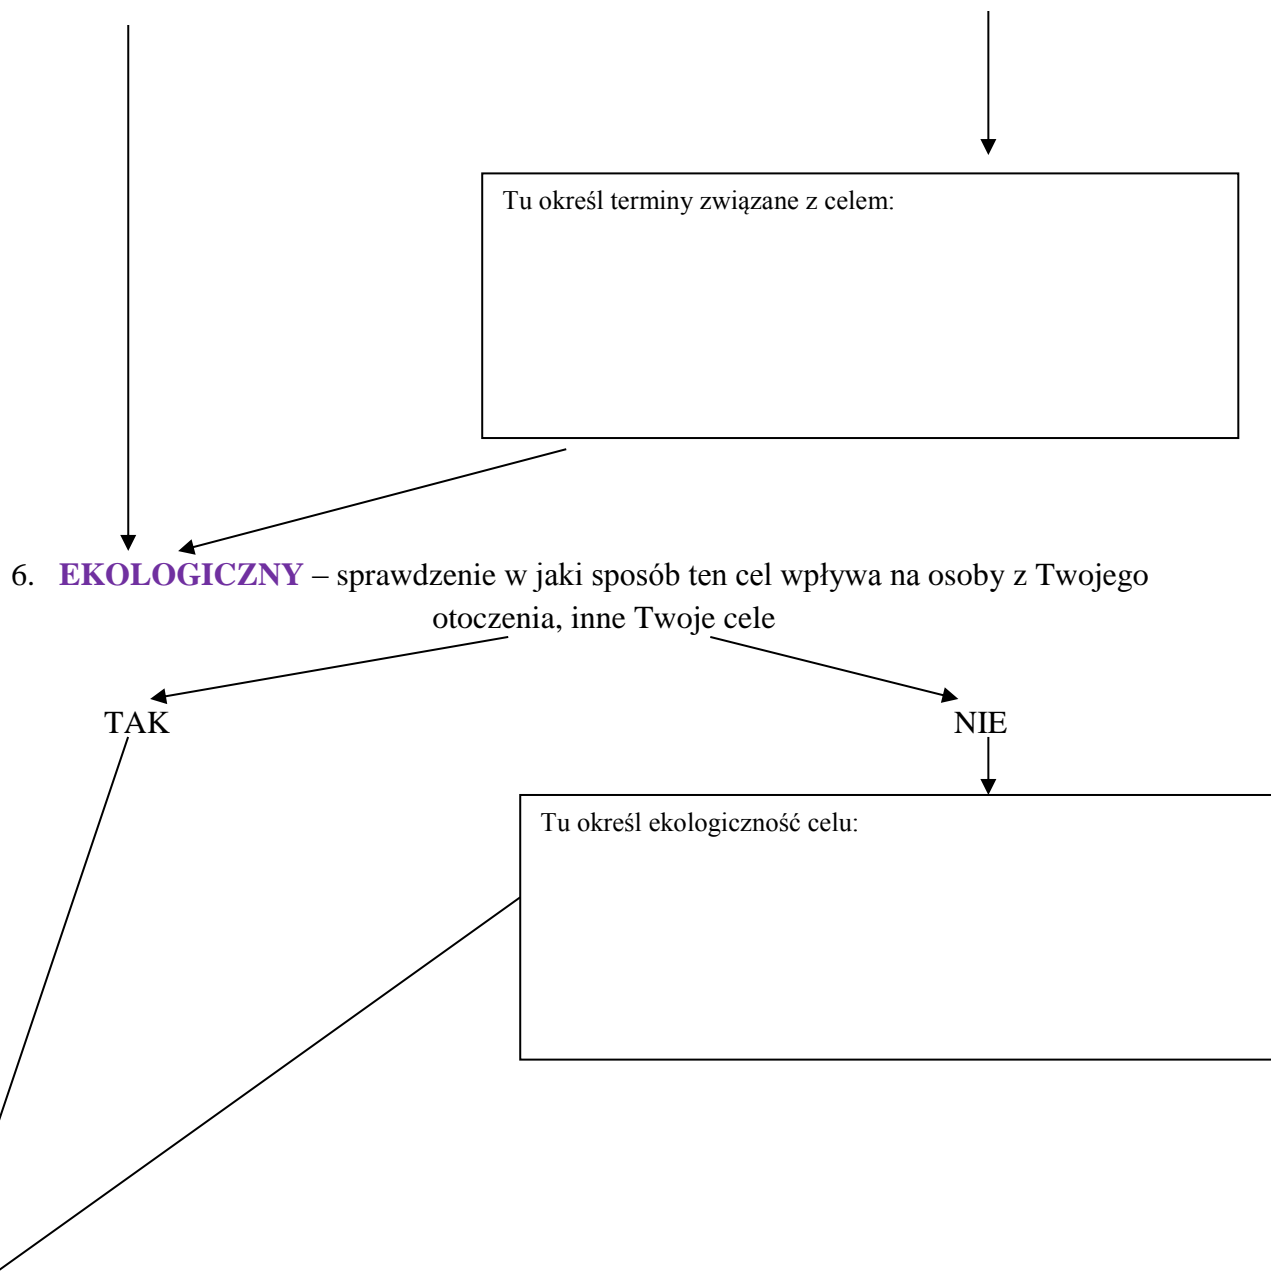 Tu określ terminy związane z celem:
6. EKOLOGICZNY – sprawdzenie w jaki sposób ten cel wpływa na osoby z Twojego
otoczenia, inne Twoje cele
TAK
NIE
Tu określ ekologiczność celu: